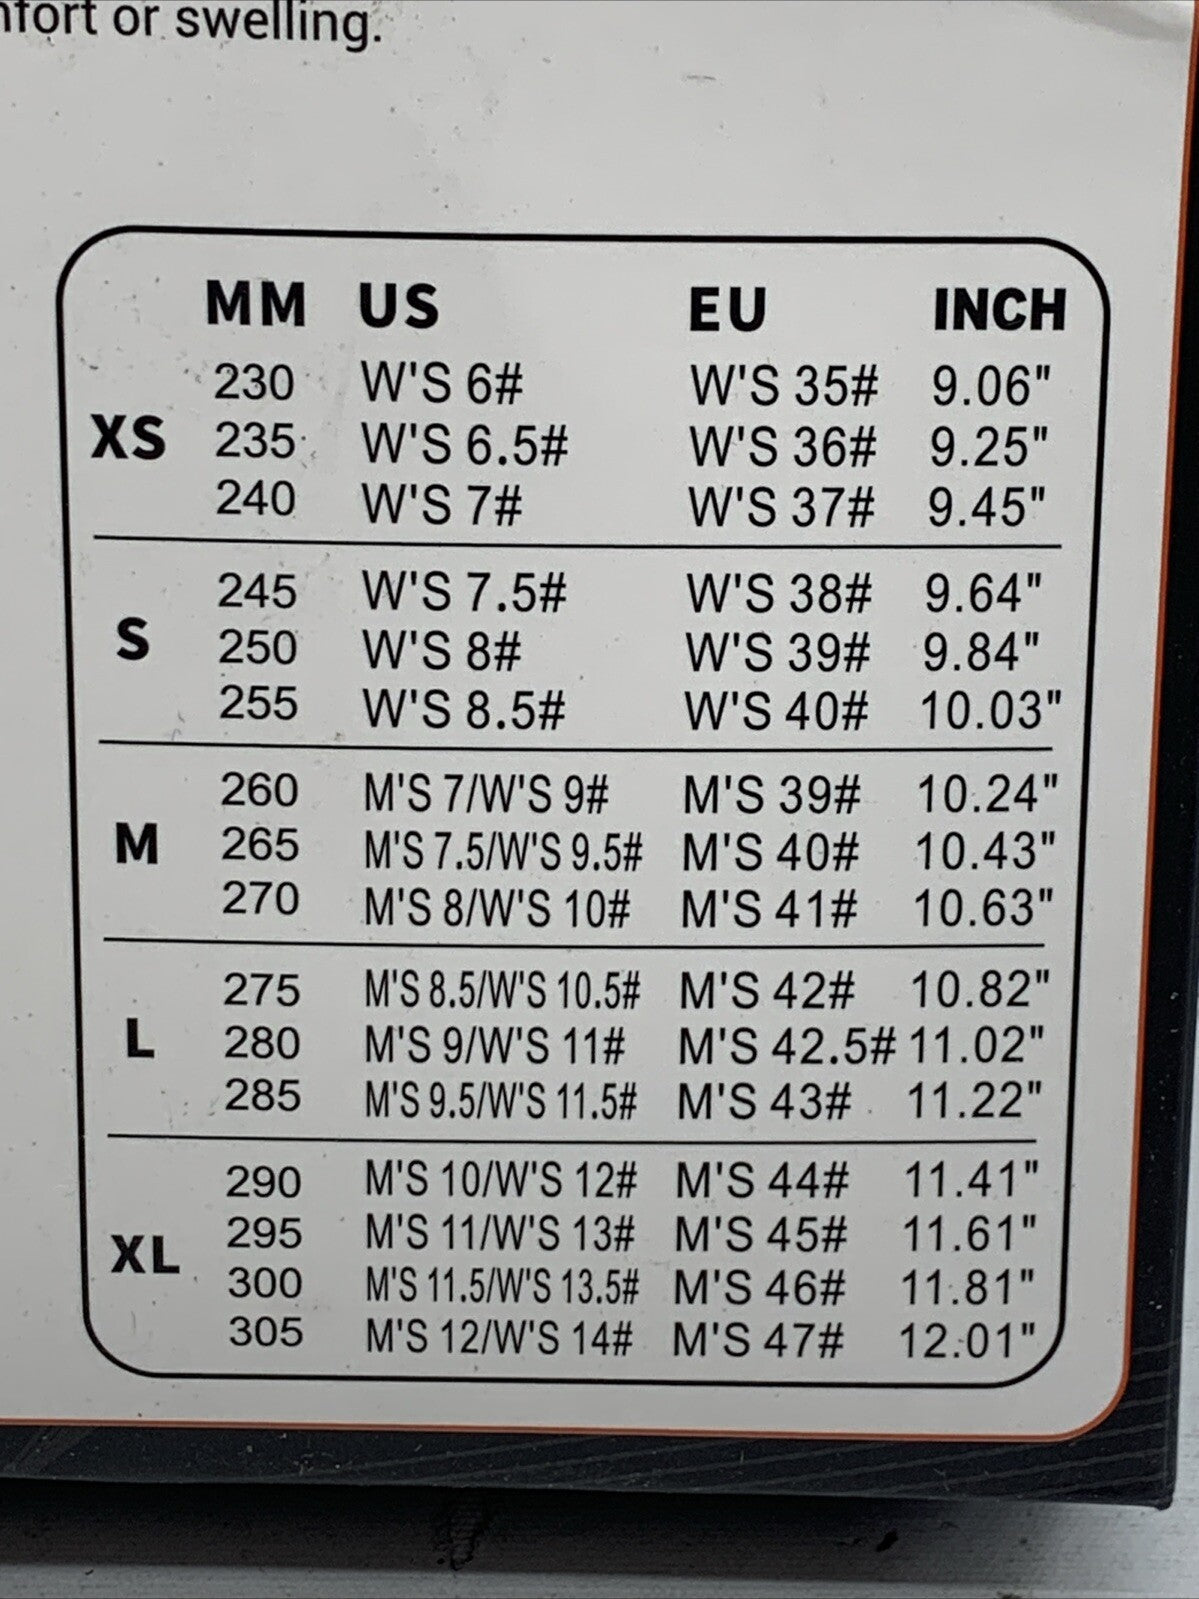 or swelling.
MM US EU INCH
230 W'S 6# W'S 35# 9.06"
XS 235 W'S 6.5# W'S 36# 9.25"
240 W'S 7# W'S 37# 9.45"
245 W'S 7.5# W'S 38# 9.64"
S 250 W'S 8# W'S 39# 9.84"
255 W'S 8.5# W'S 40# 10.03"
260 M'S 7/W'S 9# M'S 39# 10.24"
M 265 M'S 7.5/W'S 9.5# M'S 40# 10.43"
270 M'S 8/W'S 10# M'S 41# 10.63"
275 M'S 8.5/W'S 10.5# M'S 42# 10.82"
L 280 M'S 9/W'S 11# M'S 42.5# 11.02"
285 M'S 9.5/W'S 11.5# M'S 43# 11.22"
290 M'S 10/W'S 12# M'S 44# 11.41"
XL 295 M'S 11/W'S 13# M'S 45# 11.61"
300 M'S 11.5/W'S 13.5# M'S 46# 11.81"
305 M'S 12/W'S 14# M'S 47# 12.01"